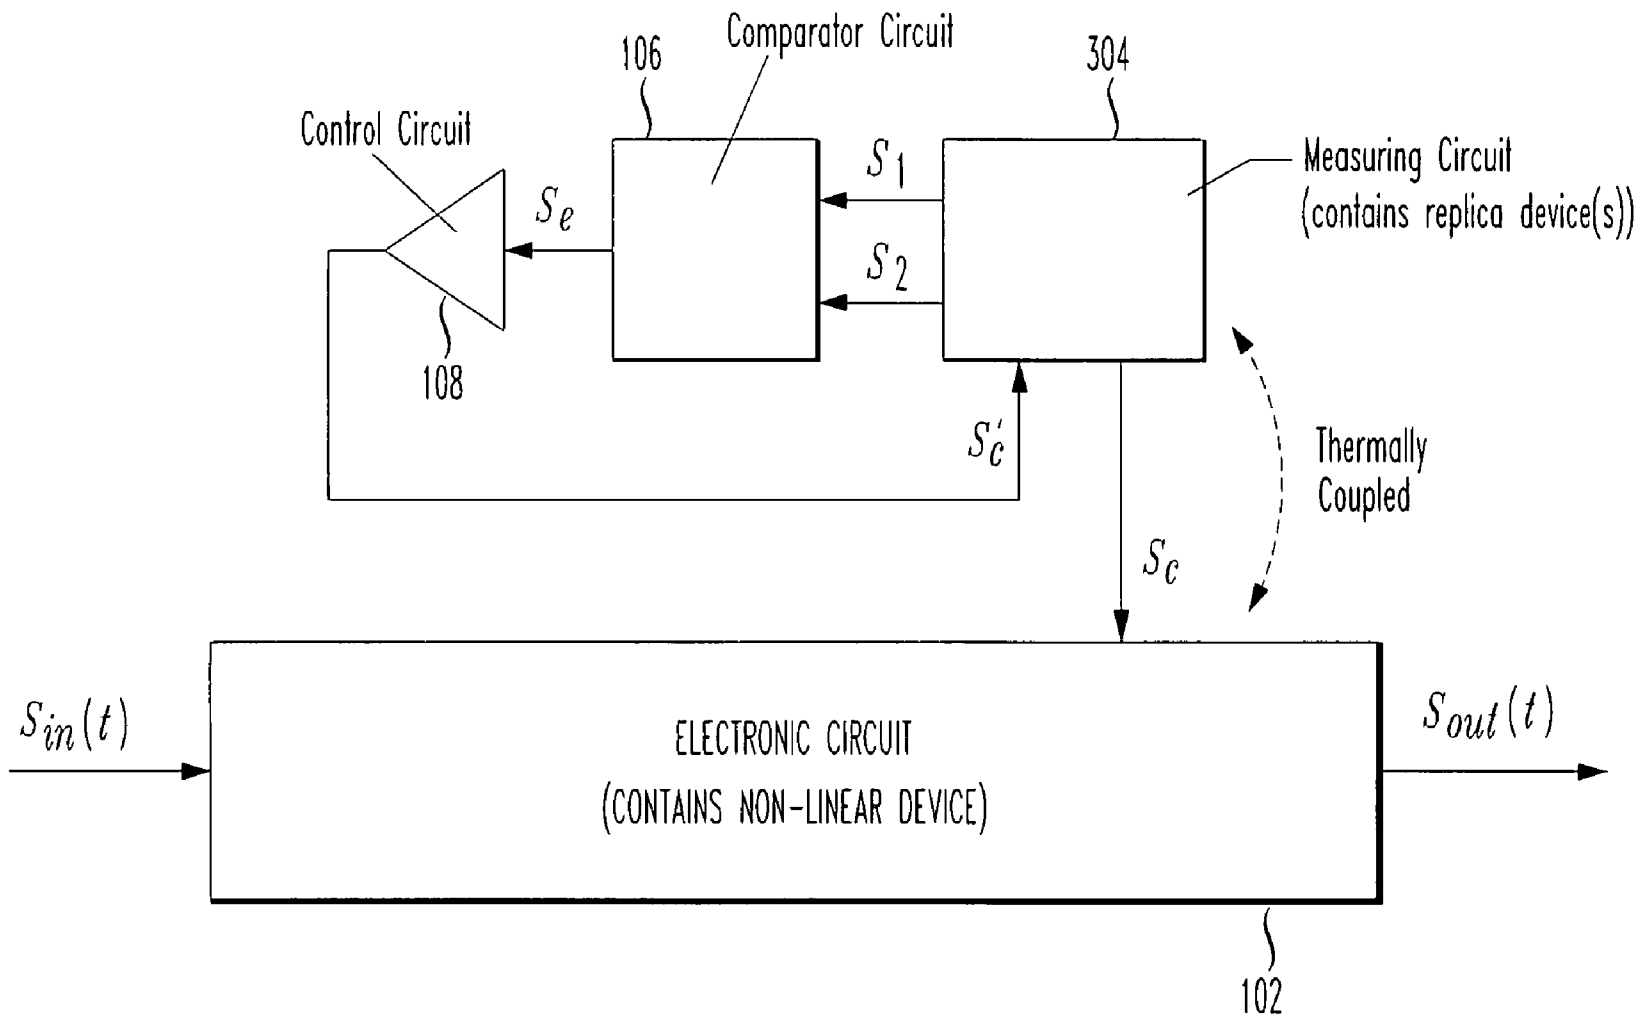 Comparator Circuit
106
304
Control Circuit
Measuring Circuit
(contains replica device(s))
S1
Se
S2
108
Sc'
Thermally
Coupled
Sc
Sin(t)
Sout(t)
ELECTRONIC CIRCUIT
(CONTAINS NON-LINEAR DEVICE)
102